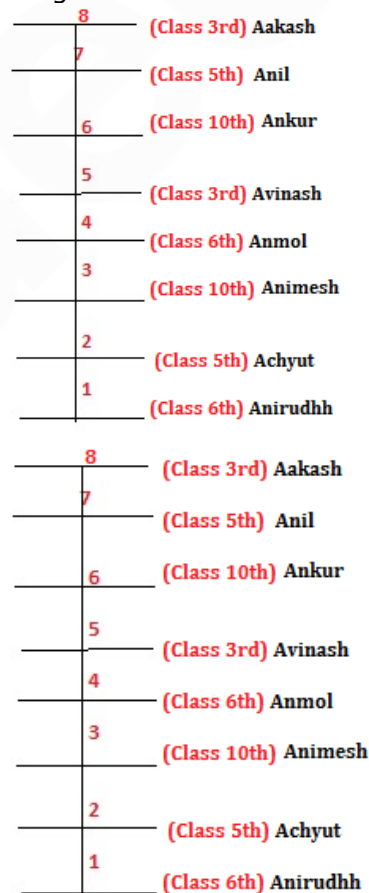 8
(Class 3rd) Aakash
7
(Class 5th) Anil
6
(Class 10th) Ankur
5
(Class 3rd) Avinash
4
(Class 6th) Anmol
3
(Class 10th) Animesh
2
(Class 5th) Achyut
1
(Class 6th) Anirudhh
8
(Class 3rd) Aakash
7
(Class 5th) Anil
6
(Class 10th) Ankur
5
(Class 3rd) Avinash
4
(Class 6th) Anmol
3
(Class 10th) Animesh
2
(Class 5th) Achyut
1
(Class 6th) Anirudhh